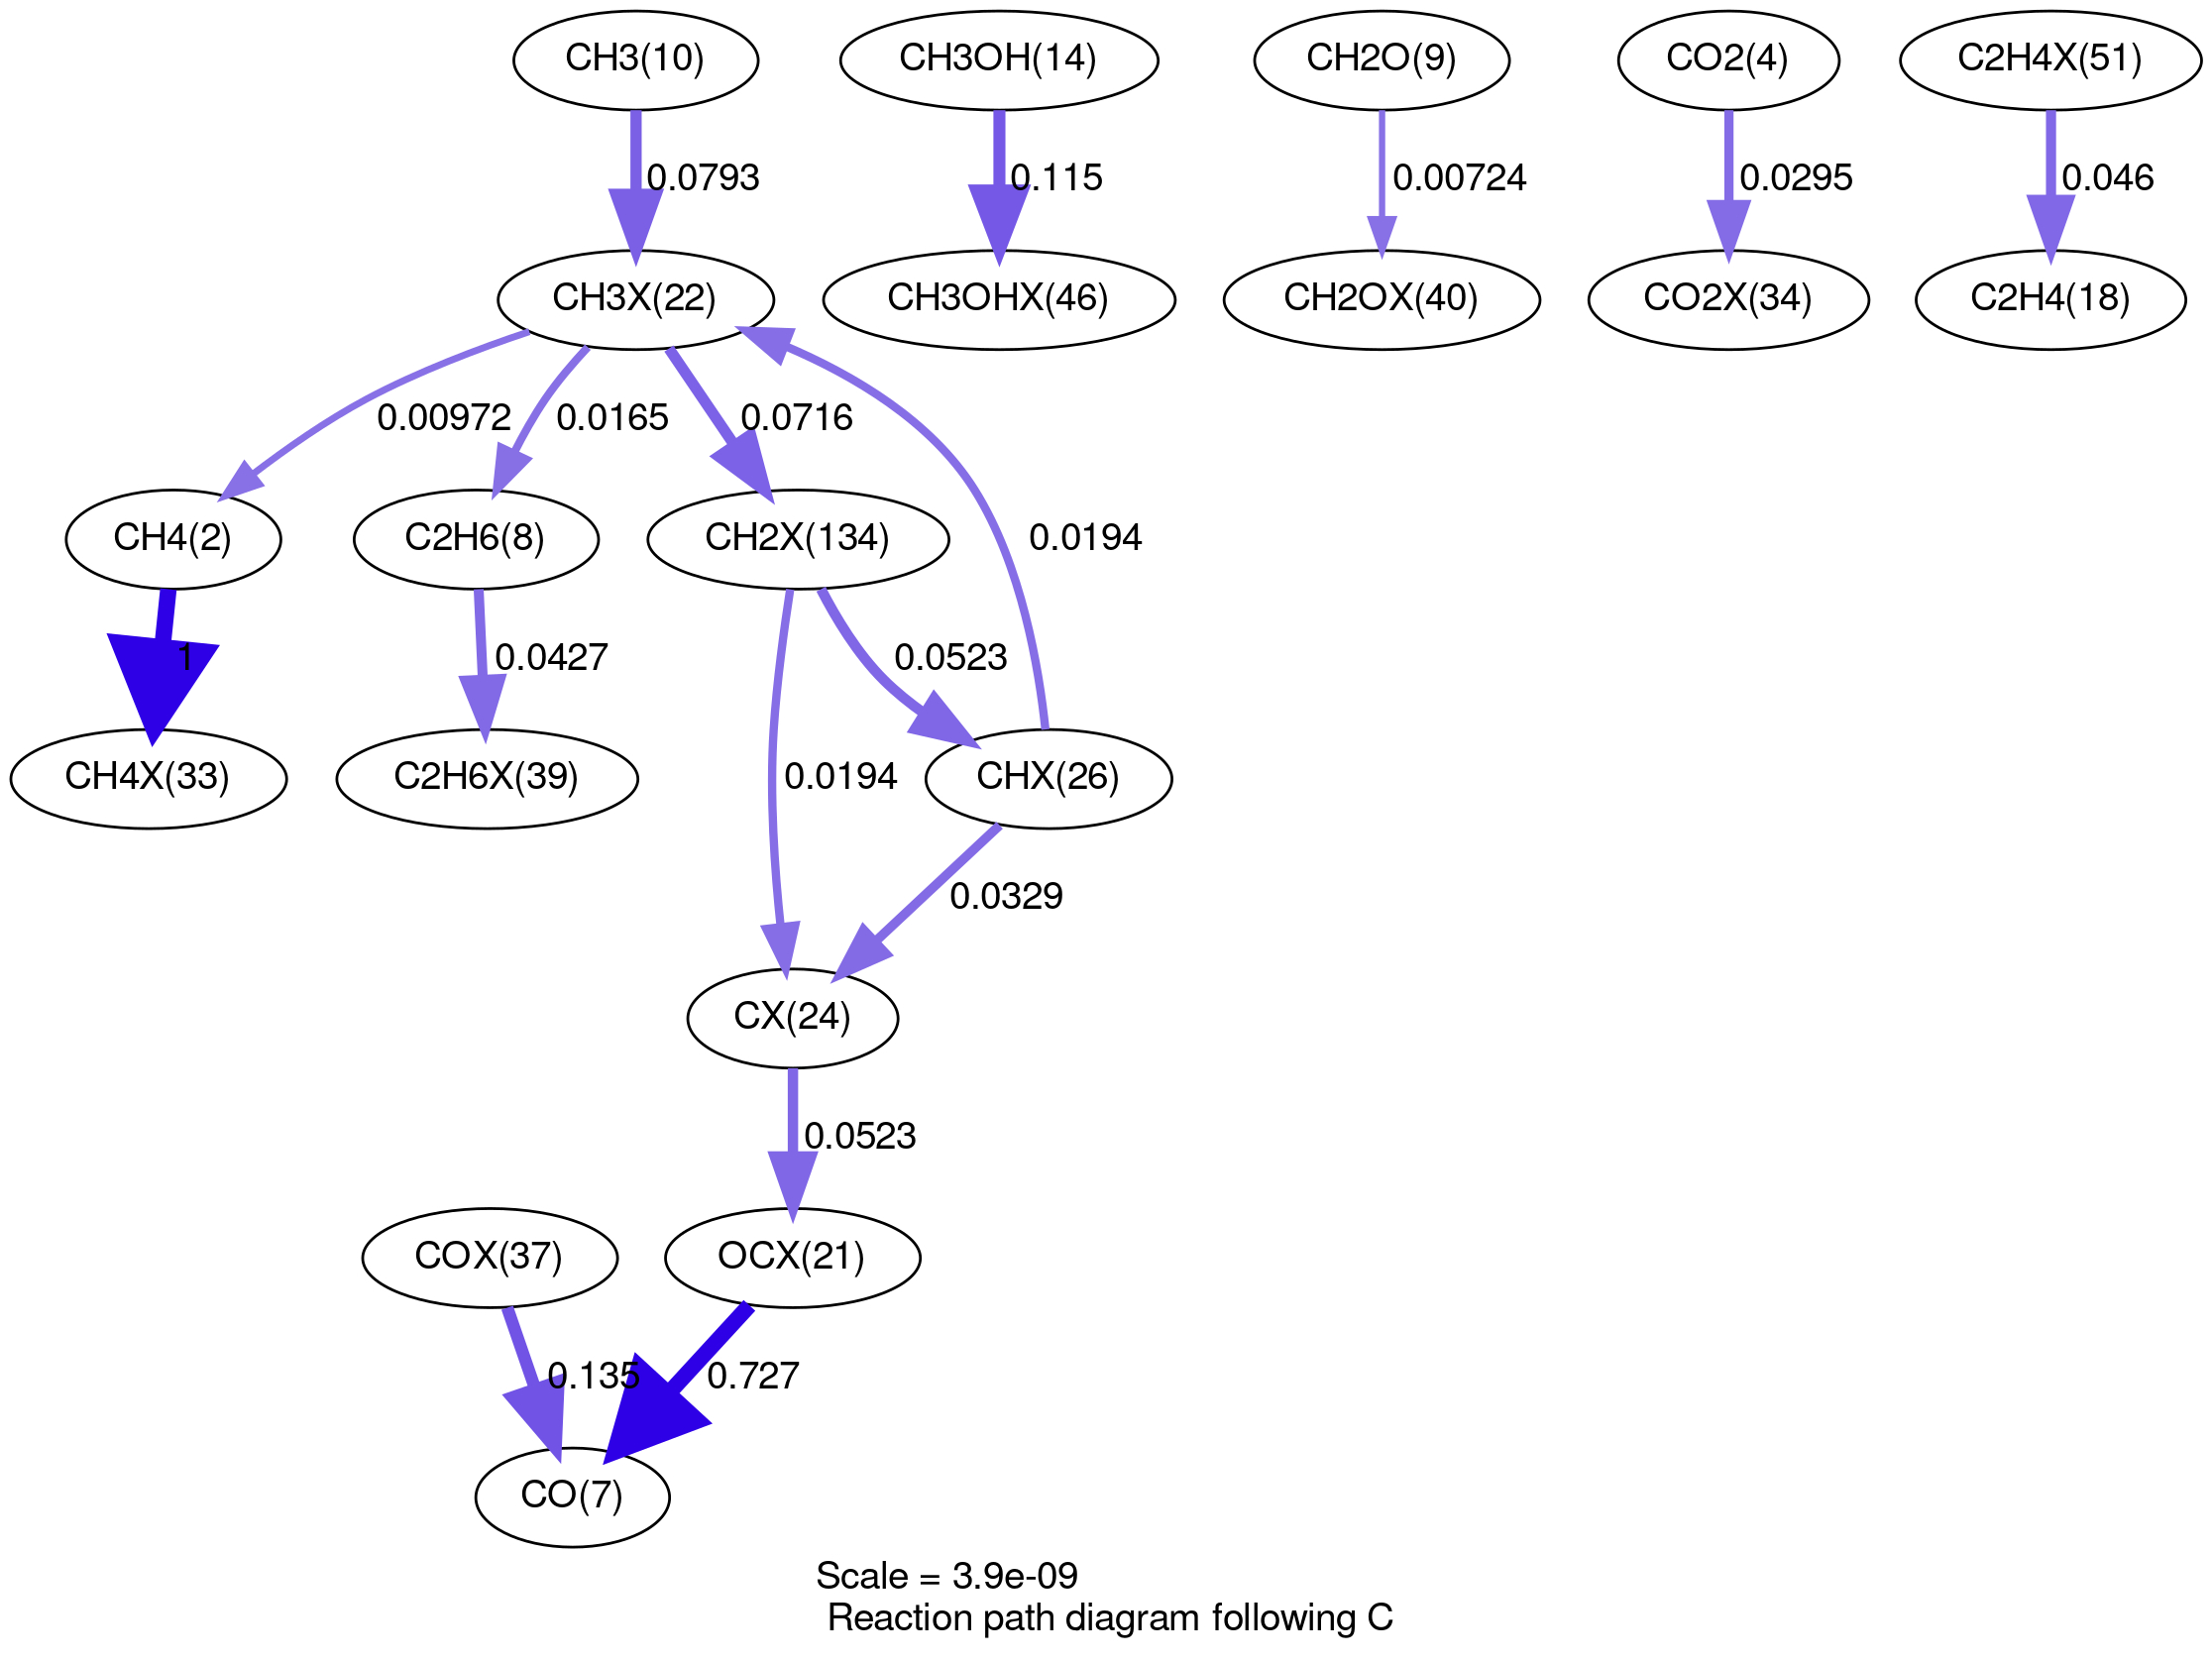 CH3(10)
CH3OH(14)
CH2O(9)
CO2(4)
C2H4X(51)
0.0793
0.115
0.00724
0.0295
0.046
CH3X(22)
CH3OHX(46)
CH2OX(40)
CO2X(34)
C2H4(18)
0.00972
0.0165
0.0716
CH4(2)
C2H6(8)
CH2X(134)
0.0194
1
0.0427
0.0523
CH4X(33)
C2H6X(39)
0.0194
CHX(26)
0.0329
CX(24)
0.0523
COX(37)
OCX(21)
0.135
0.727
CO(7)
Scale = 3.9e-09
Reaction path diagram following C